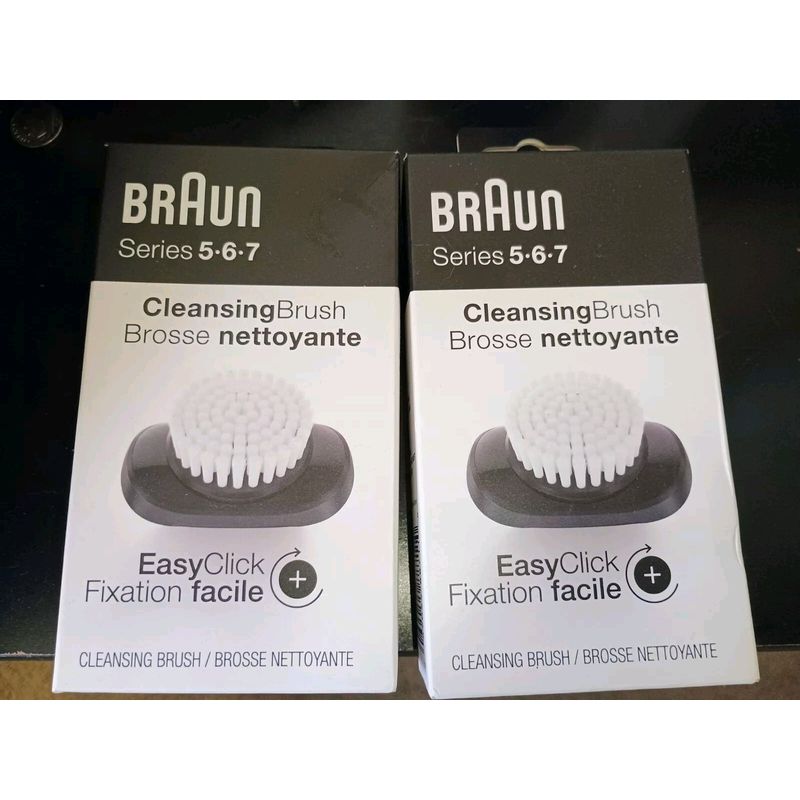 BRAUN
Series 5·6·7
CleansingBrush
Brosse nettoyante
EasyClick
Fixation facile
CLEANSING BRUSH / BROSSE NETTOYANTE
BRAUN
Series 5·6·7
CleansingBrush
Brosse nettoyante
EasyClick
Fixation facile
CLEANSING BRUSH / BROSSE NETTOYANTE